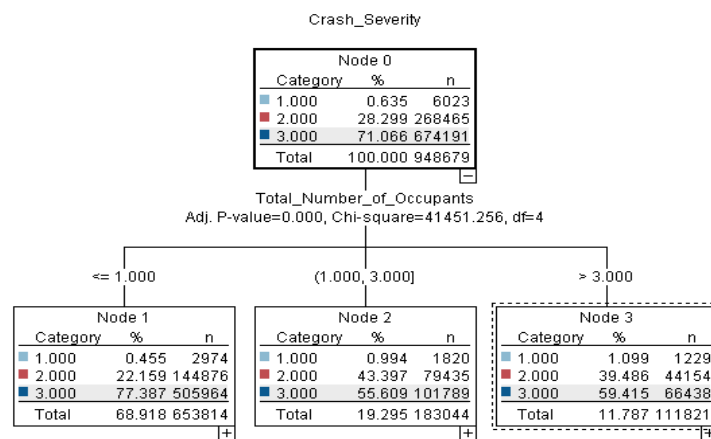 Crash_Severity
Node 0
Category % n
1.000 0.635 6023
2.000 28.299 268465
3.000 71.066 674191
Total 100.000 948679
Total_Number_of_Occupants
Adj. P-value=0.000, Chi-square=41451.256, df=4
<= 1.000 (1.000, 3.000] > 3.000
Node 1
Category % n
1.000 0.455 2974
2.000 22.159 144876
3.000 77.387 505964
Total 68.918 653814
Node 2
Category % n
1.000 0.994 1820
2.000 43.397 79435
3.000 55.609 101789
Total 19.295 183044
Node 3
Category % n
1.000 1.099 1229
2.000 39.486 44154
3.000 59.415 66438
Total 11.787 111821